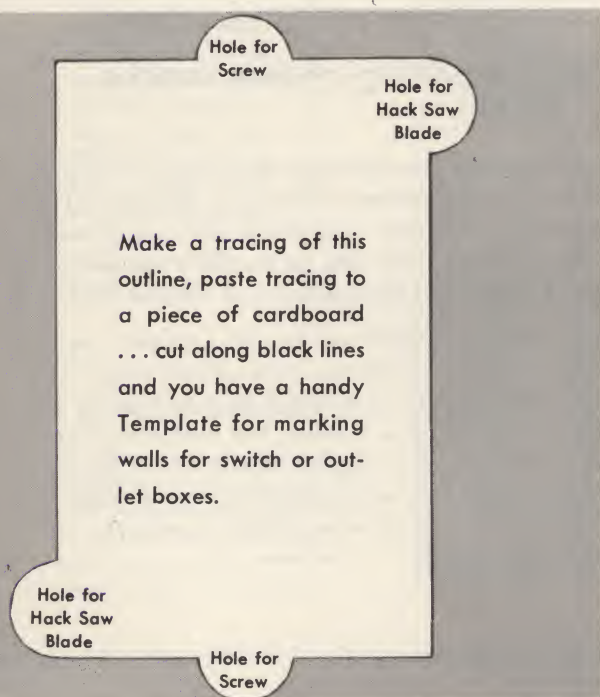 Hole for
Screw
Hole for
Hack Saw
Blade
Make a tracing of this
outline, paste tracing to
a piece of cardboard
... cut along black lines
and you have a handy
Template for marking
walls for switch or out-
let boxes.
Hole for
Hack Saw
Blade
Hole for
Screw